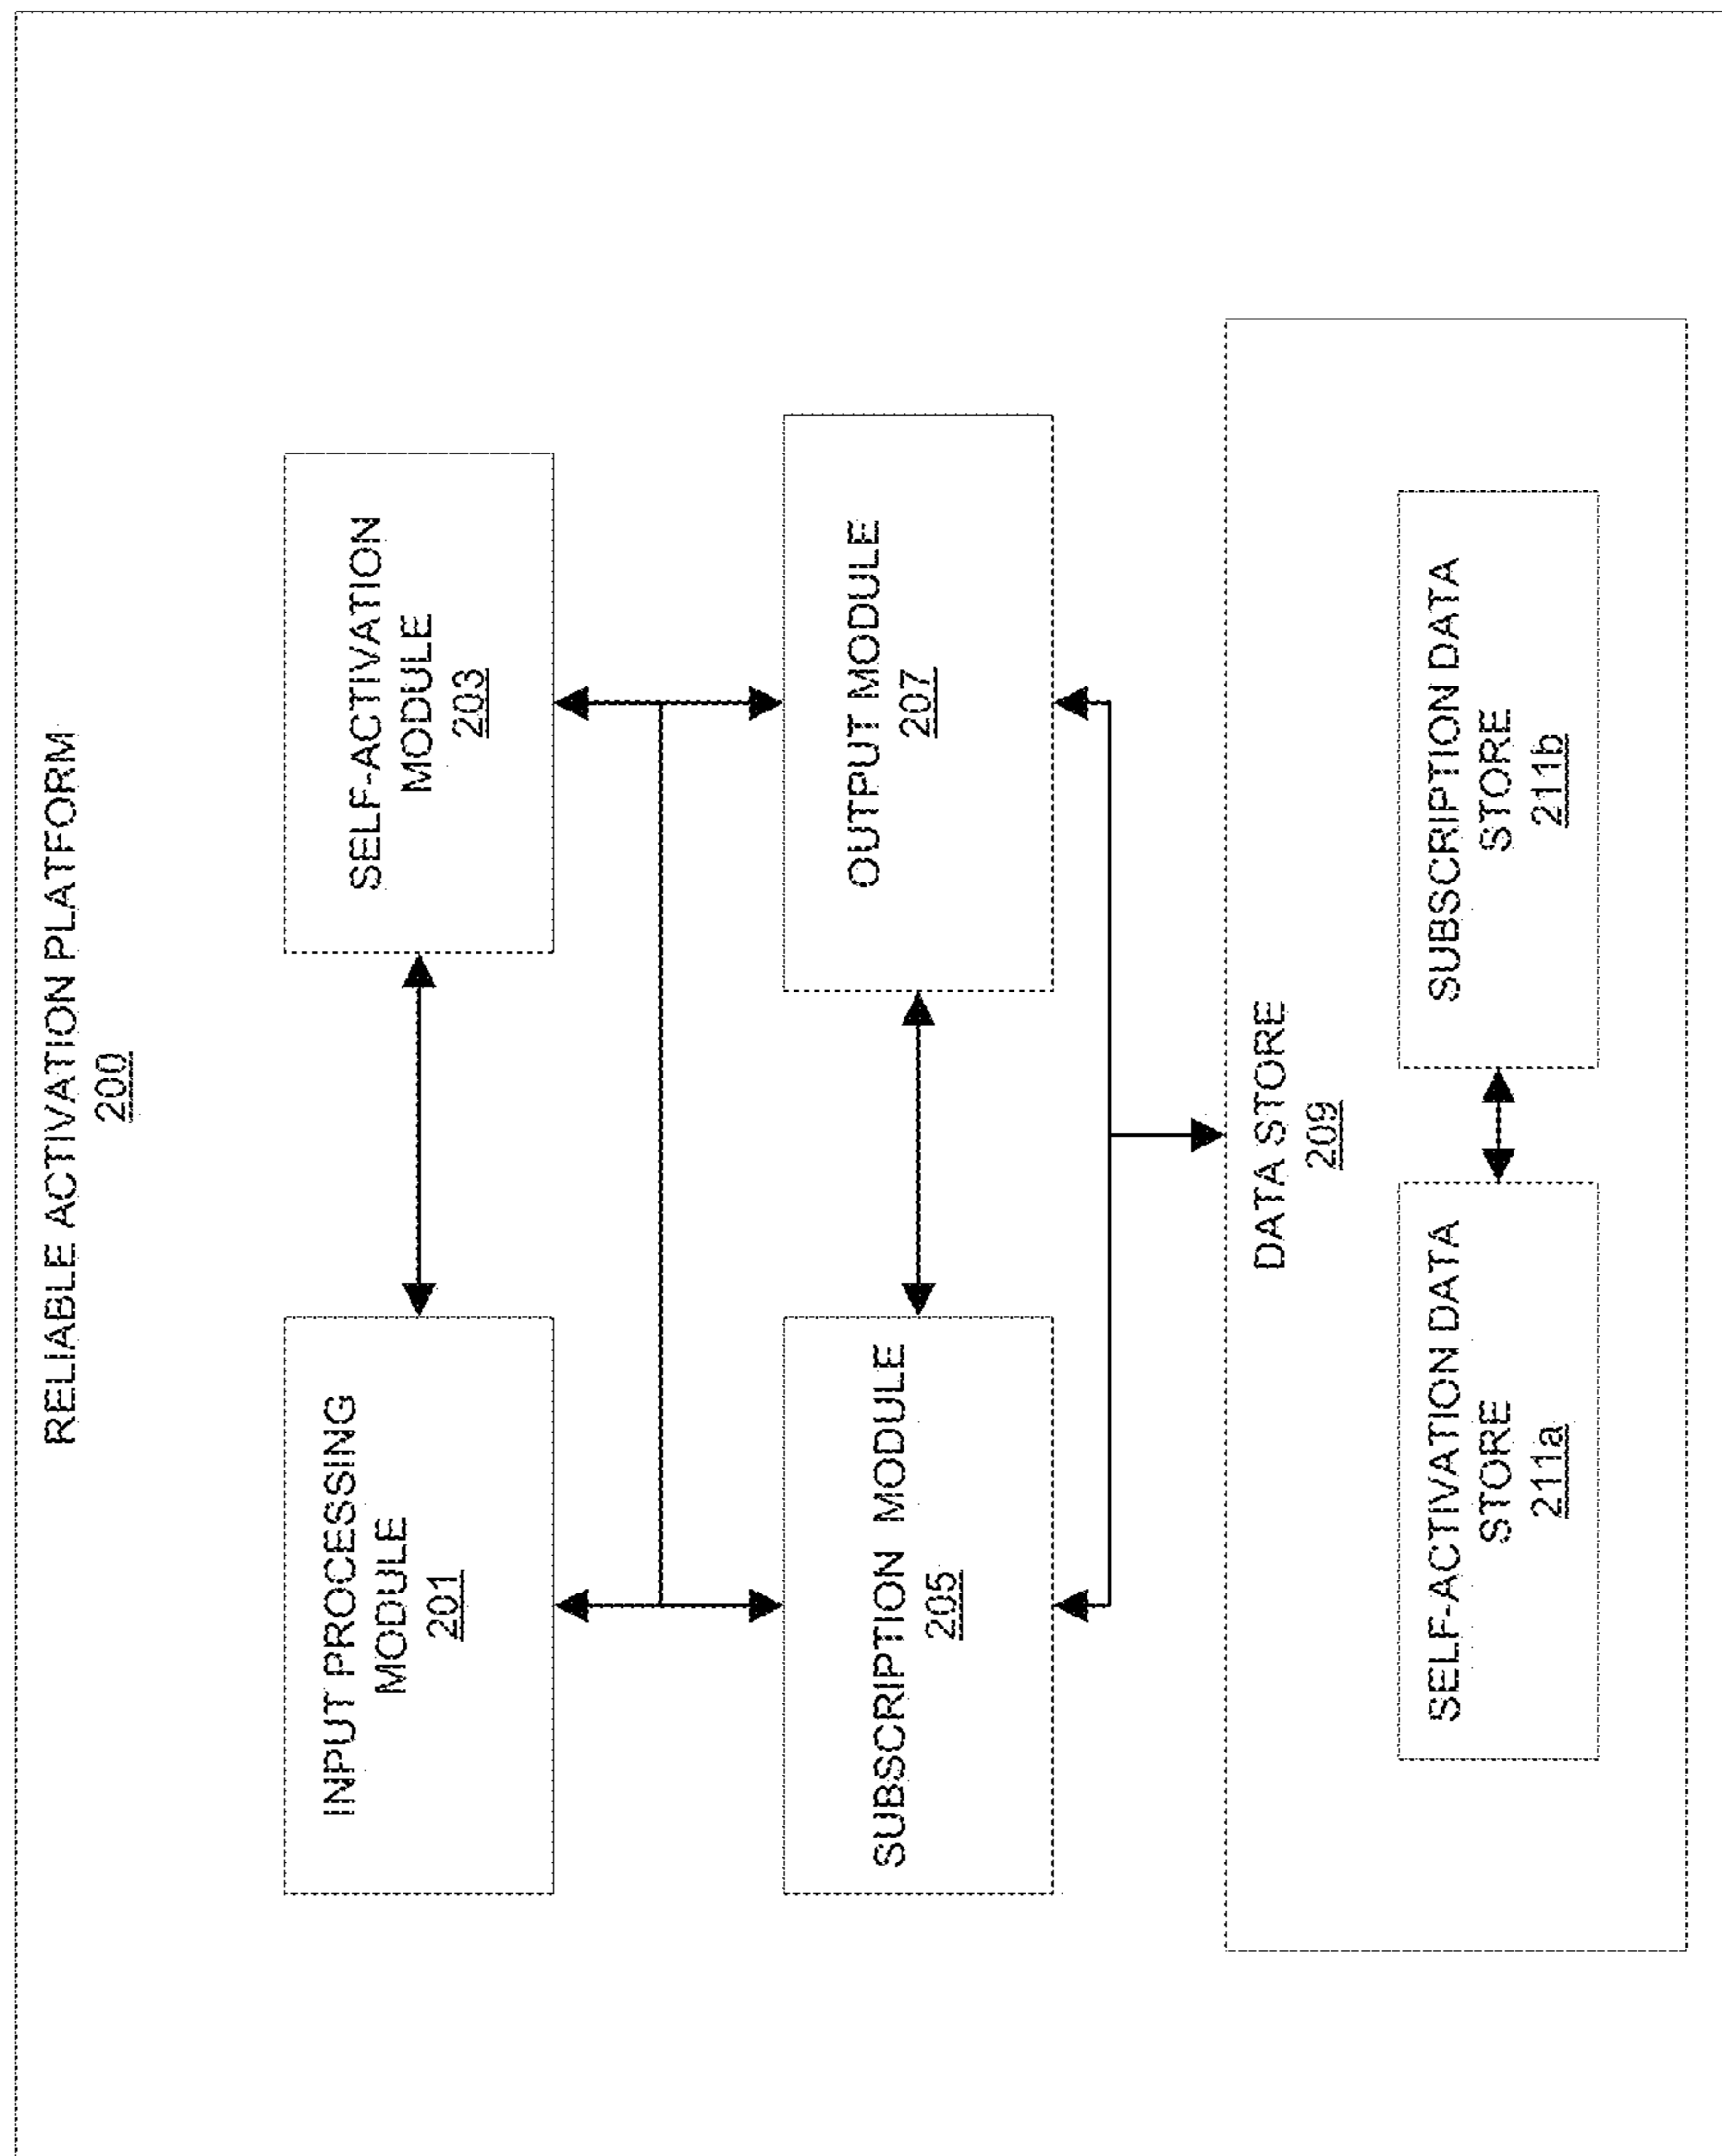 RELIABLE ACTIVATION PLATFORM
200
INPUT PROCESSING
MODULE
201
SELF-ACTIVATION
MODULE
203
SUBSCRIPTION MODULE
205
OUTPUT MODULE
207
DATA STORE
209
SELF-ACTIVATION DATA
STORE
211a
SUBSCRIPTION DATA
STORE
211b